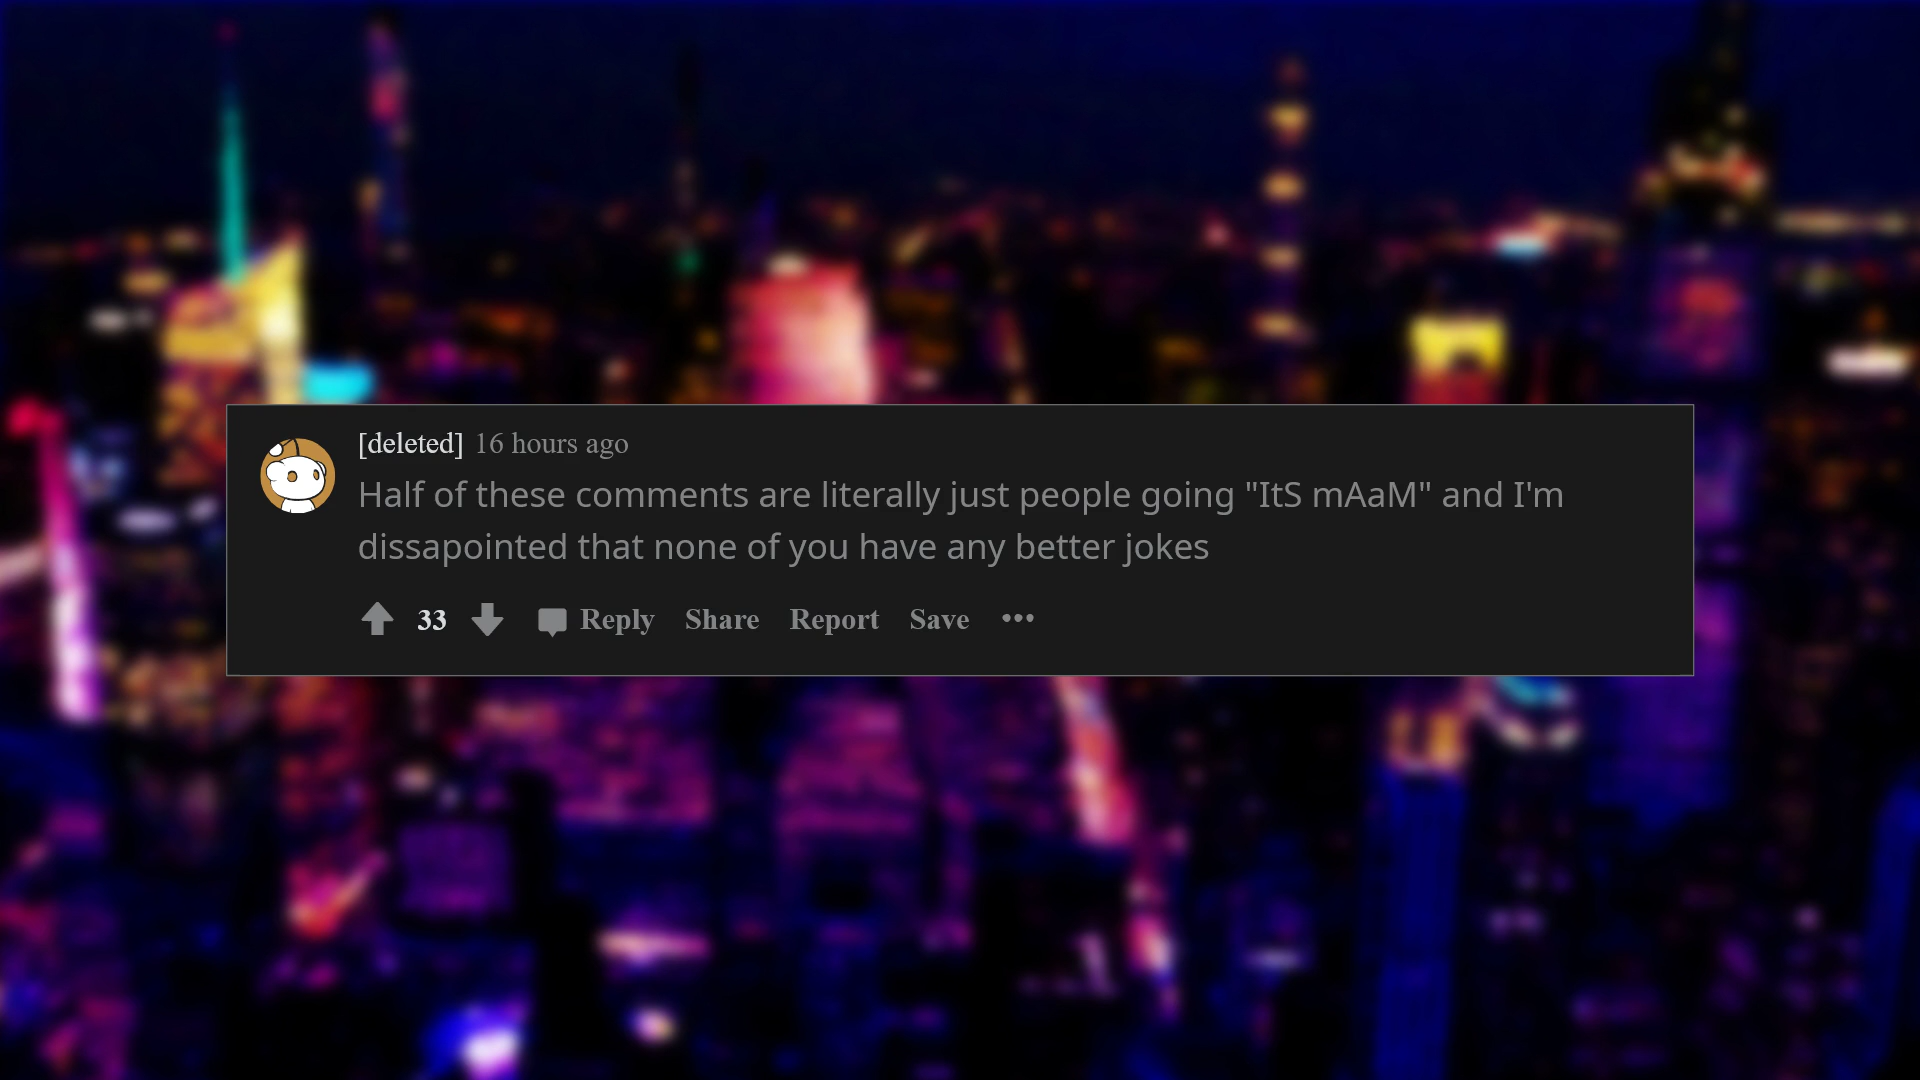 [deleted] 16 hours ago
Half of these comments are literally just people going "ItS mAaM" and I'm
dissapointed that none of you have any better jokes
33 Reply Share Report Save •••